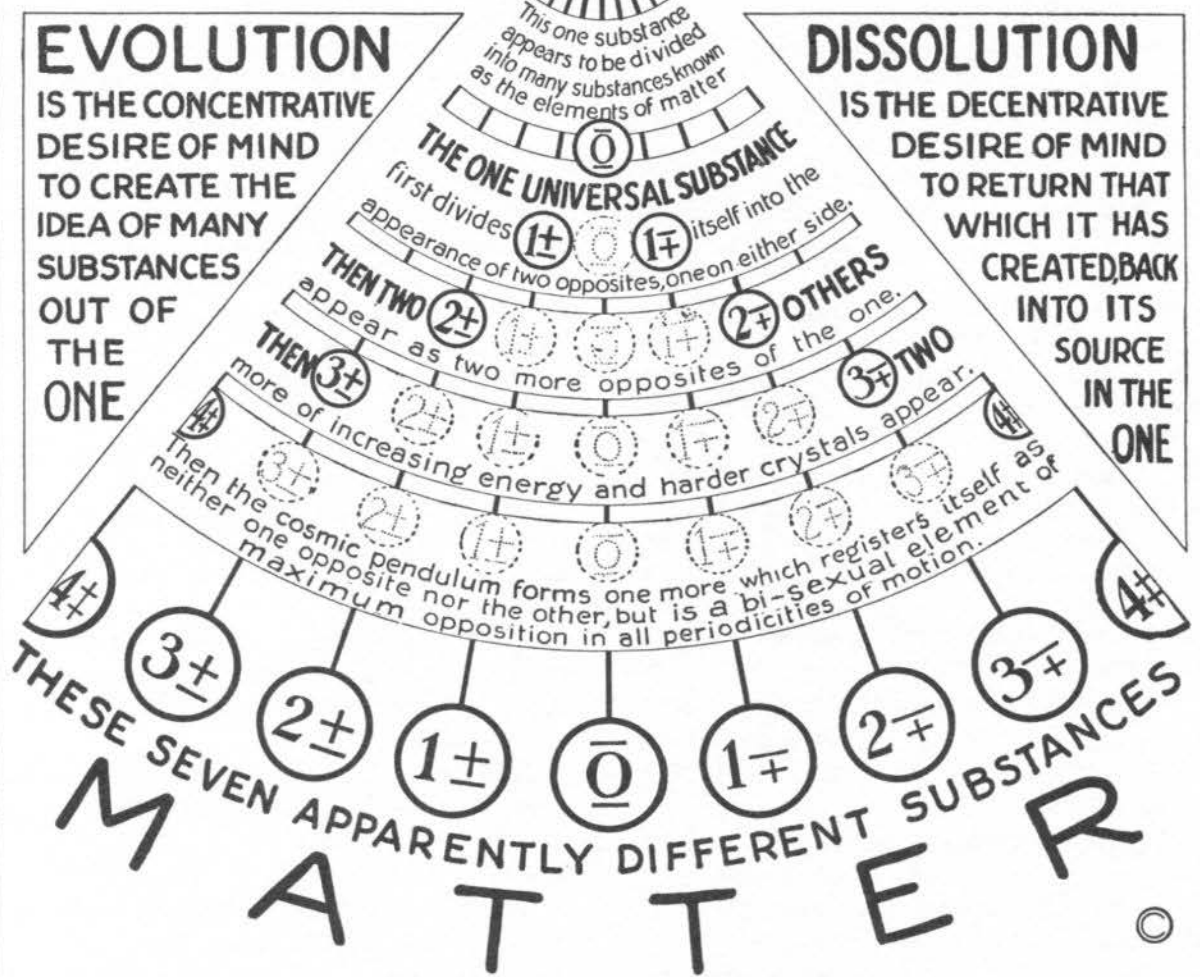 EVOLUTION
IS THE CONCENTRATIVE
DESIRE OF MIND
TO CREATE THE
IDEA OF MANY
SUBSTANCES
OUT OF
THE
ONE
This one substance
appears to be divided
into many substances known
as the elements of matter
0
THE ONE UNIVERSAL SUBSTANCE
first divides 1± 0 1∓ itself into the
appearance of two opposites, one on either side.
THEN TWO 2± 1± 0 1∓ 2∓ OTHERS
appear as two more opposites of the one.
THEN 3± 2± 1± 0 1∓ 2∓ 3∓ TWO
more of increasing energy and harder crystals appear.
4± 3± 2± 1± 0 1∓ 2∓ 3∓ 4±
Then the cosmic pendulum forms one more which registers itself as
neither one opposite nor the other, but is a bi-sexual element of
maximum opposition in all periodicities of motion.
4± 3± 2± 1± 0 1∓ 2∓ 3∓ 4±
THESE SEVEN APPARENTLY DIFFERENT SUBSTANCES
MATTER
DISSOLUTION
IS THE DECENTRATIVE
DESIRE OF MIND
TO RETURN THAT
WHICH IT HAS
CREATED, BACK
INTO ITS
SOURCE
IN THE
ONE
©